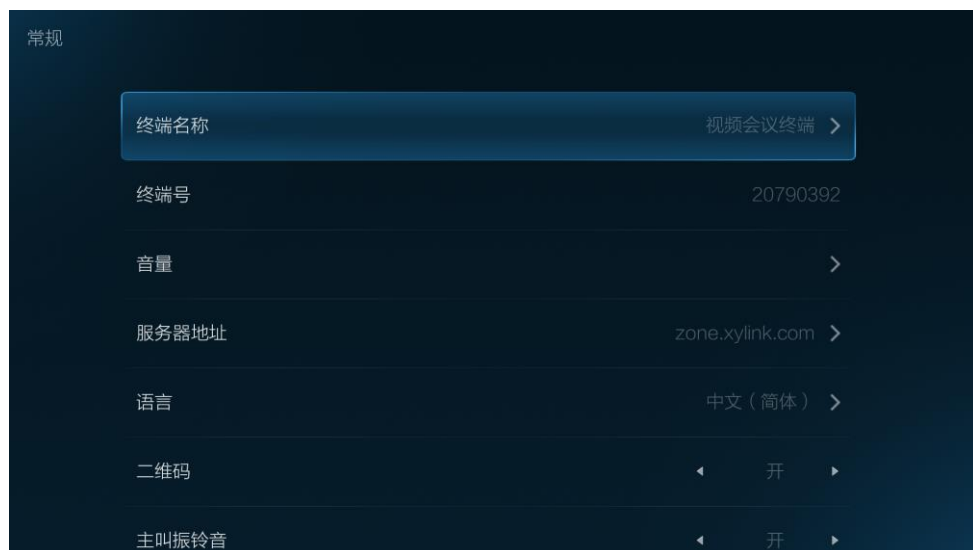 常规
终端名称 视频会议终端
终端号 20790392
音量
服务器地址 zone.xylink.com
语言 中文（简体）
二维码 开
主叫振铃音 开